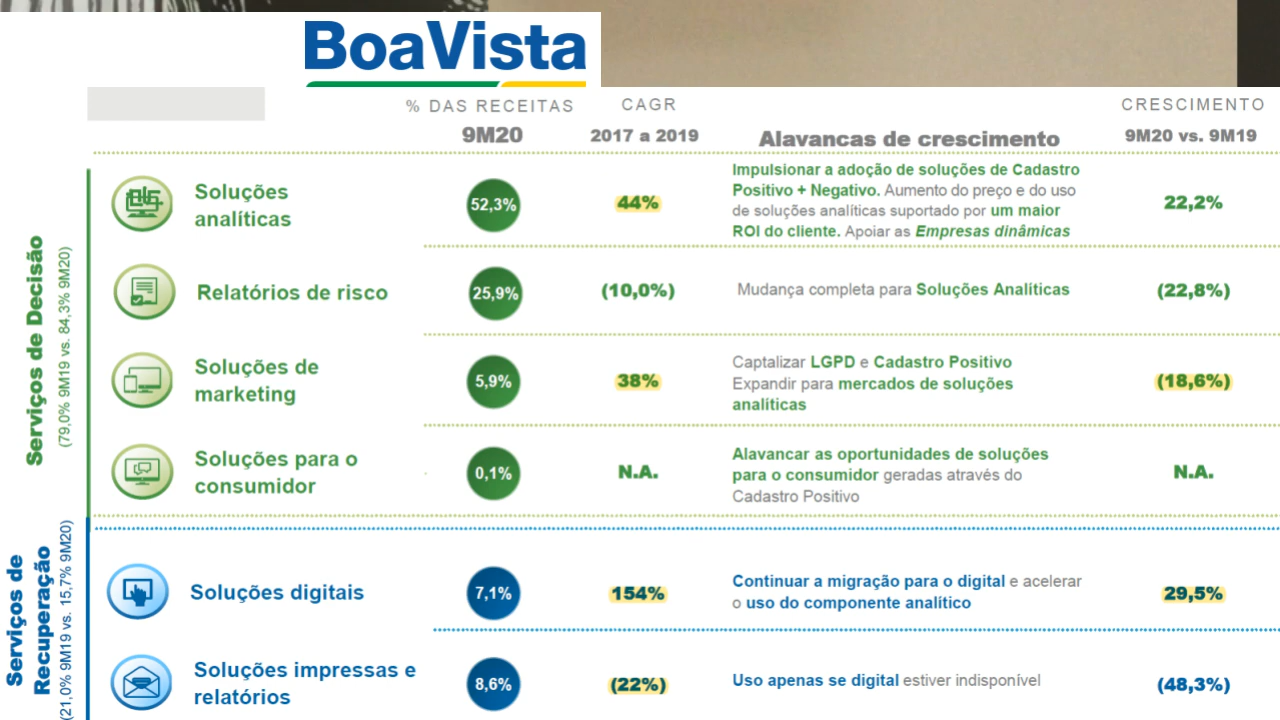 BoaVista
% DAS RECEITAS
9M20
CAGR
2017 a 2019
Alavancas de crescimento
CRESCIMENTO
9M20 vs. 9M19
Serviços de Decisão
(79,0% 9M19 vs. 84,3% 9M20)
Soluções
analíticas
52,3%
44%
Impulsionar a adoção de soluções de Cadastro
Positivo + Negativo. Aumento do preço e do uso
de soluções analíticas suportado por um maior
ROI do cliente. Apoiar as Empresas dinâmicas
22,2%
Relatórios de risco
25,9%
(10,0%)
Mudança completa para Soluções Analíticas
(22,8%)
Soluções de
marketing
5,9%
38%
Captalizar LGPD e Cadastro Positivo
Expandir para mercados de soluções
analíticas
(18,6%)
Soluções para o
consumidor
0,1%
N.A.
Alavancar as oportunidades de soluções
para o consumidor geradas através do
Cadastro Positivo
N.A.
Serviços de
Recuperação
(21,0% 9M19 vs. 15,7% 9M20)
Soluções digitais
7,1%
154%
Continuar a migração para o digital e acelerar
o uso do componente analítico
29,5%
Soluções impressas e
relatórios
8,6%
(22%)
Uso apenas se digital estiver indisponível
(48,3%)